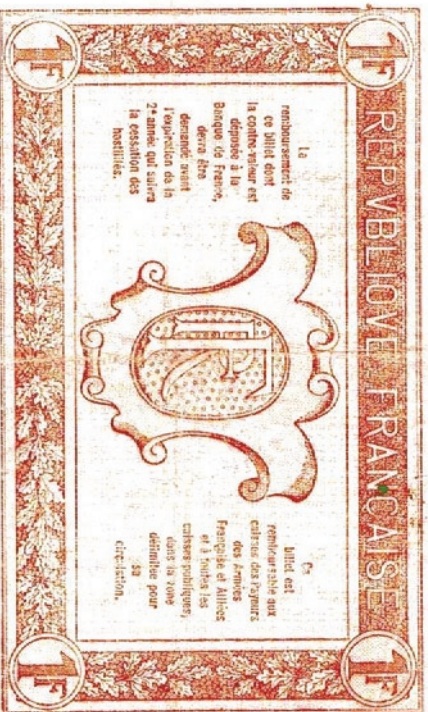 1F
REPVBLIQVE FRANÇAISE
1F
Le
remboursement de
ce billet dont
la contre-valeur est
déposée à la
Banque de France,
devra être
demandé avant
l'expiration de la
2e année qui suivra
la cessation des
hostilités.
1F
Ce
billet est
remboursable aux
caisses des Payeurs
des Armées
Française et Alliées
et à toutes les
caisses publiques,
dans la zone
délimitée pour
sa
circulation.
1F
1F